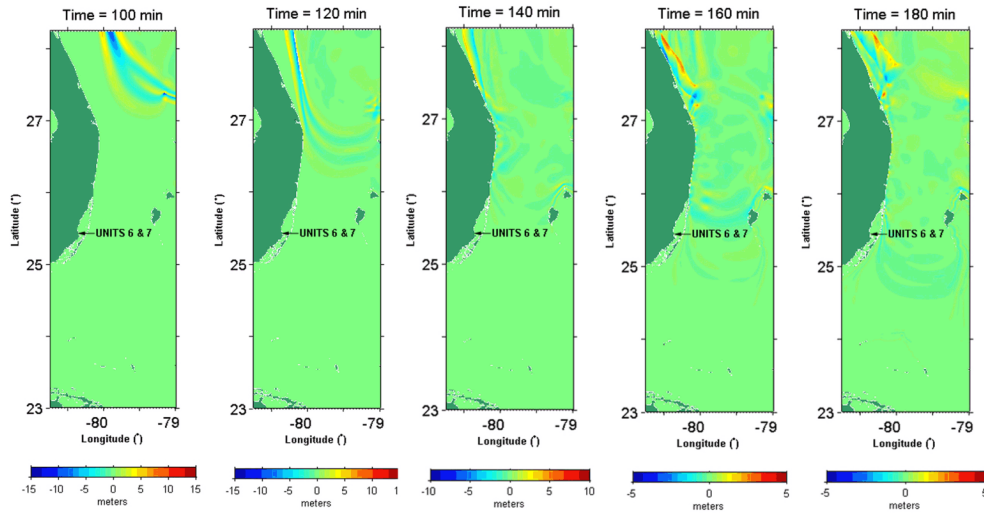 Time = 100 min
Time = 120 min
Time = 140 min
Time = 160 min
Time = 180 min
27
27
27
27
27
Latitude (°)
Latitude (°)
Latitude (°)
Latitude (°)
Latitude (°)
UNITS 6 & 7
UNITS 6 & 7
UNITS 6 & 7
UNITS 6 & 7
UNITS 6 & 7
25
25
25
25
25
23
23
23
23
23
-80 -79
-80 -79
-80 -79
-80 -79
-80 -79
Longitude (°)
Longitude (°)
Longitude (°)
Longitude (°)
Longitude (°)
-15 -10 -5 0 5 10 15
-15 -10 -5 0 5 10 1
-10 -5 0 5 10
-5 0 5
-5 0 5
meters
meters
meters
meters
meters